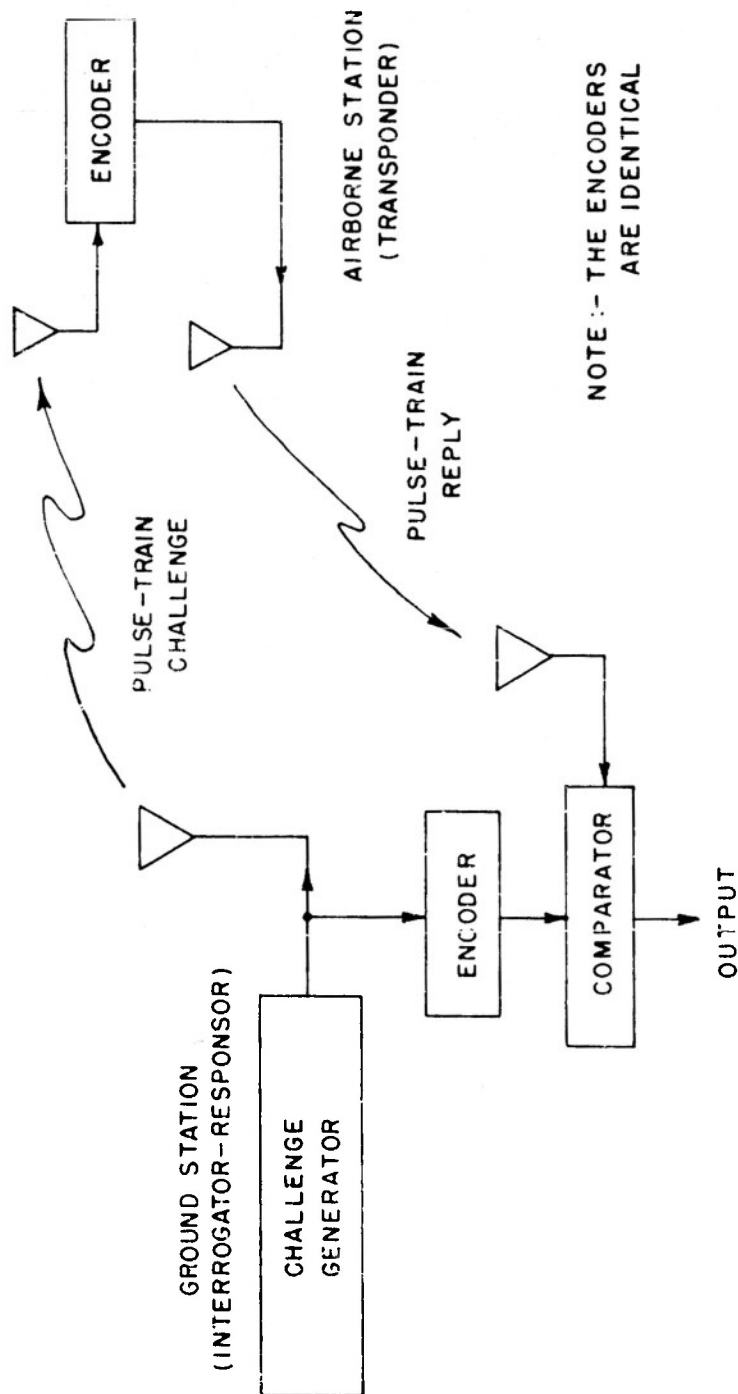 GROUND STATION
(INTERROGATOR-RESPONSOR)
CHALLENGE
GENERATOR
PULSE-TRAIN
CHALLENGE
ENCODER
AIRBORNE STATION
(TRANSPONDER)
PULSE-TRAIN
REPLY
ENCODER
COMPARATOR
OUTPUT
NOTE:- THE ENCODERS
ARE IDENTICAL